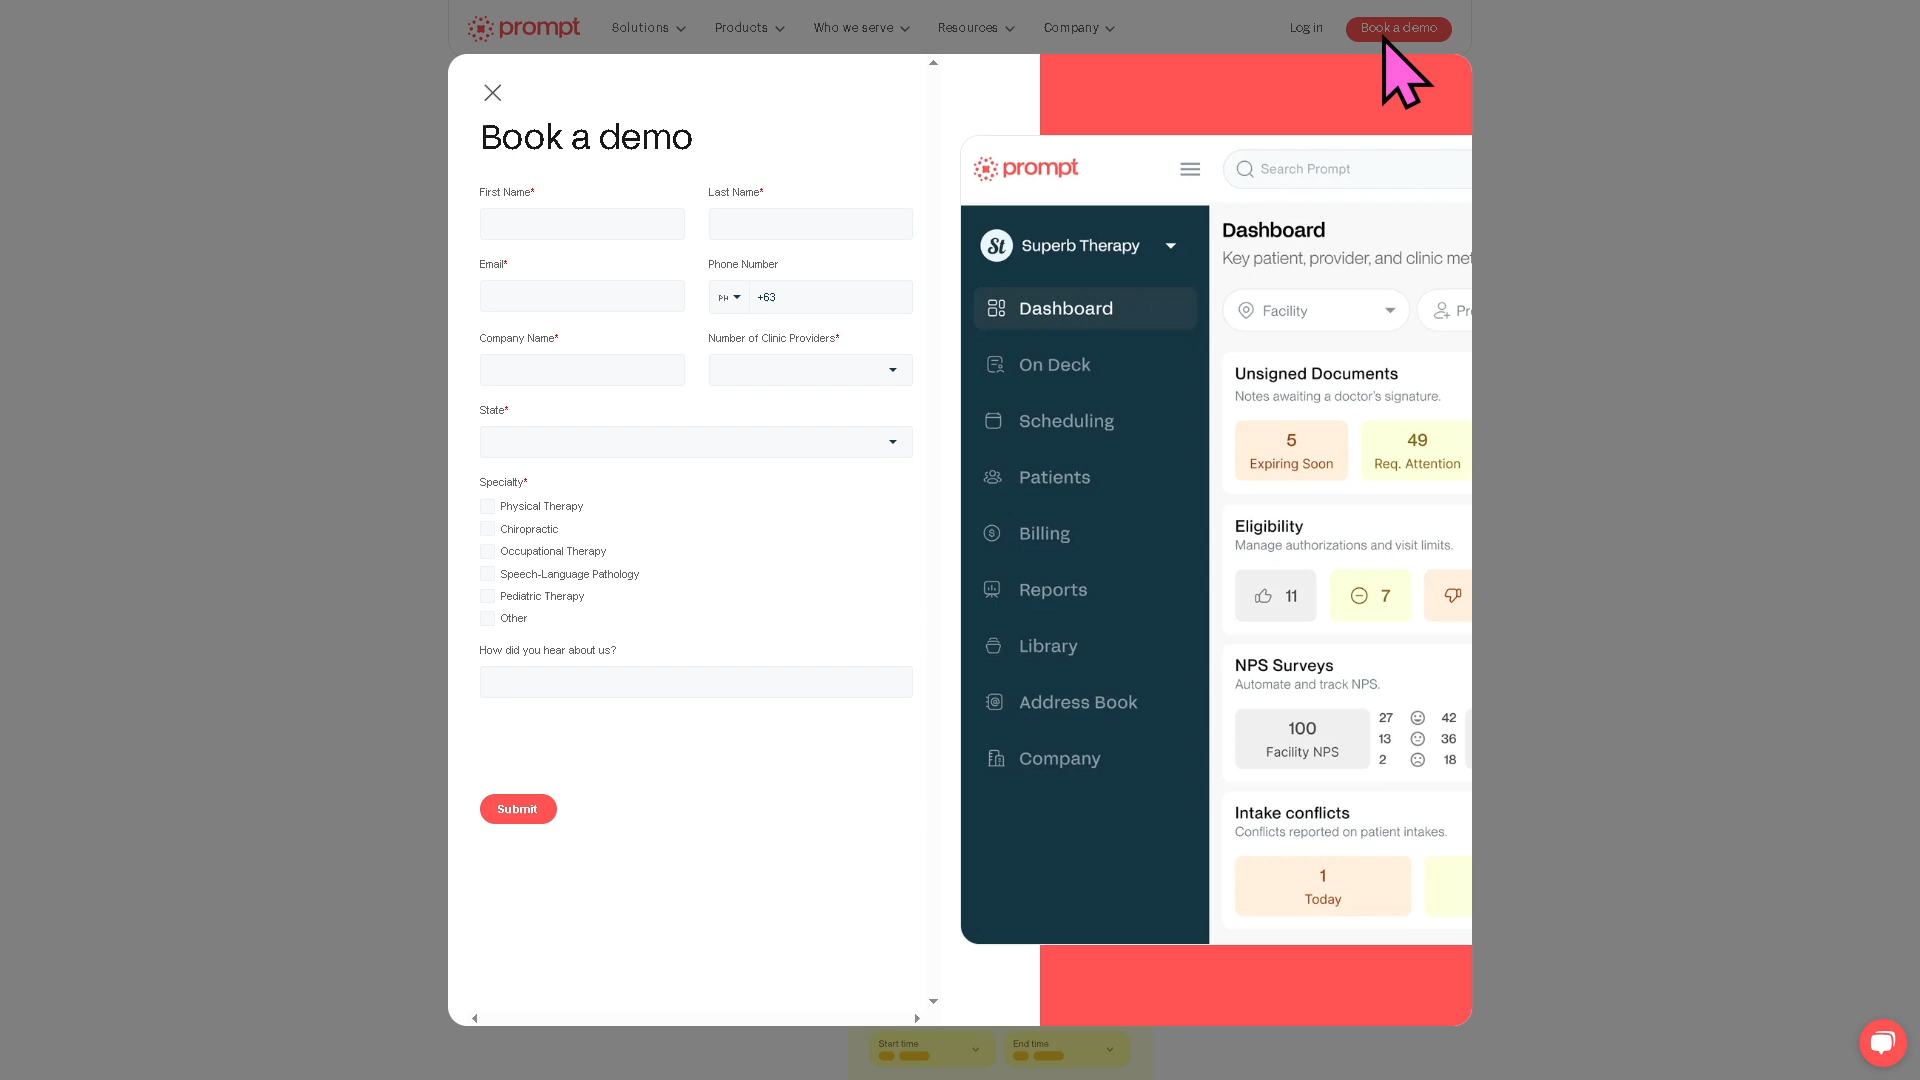 prompt
Solutions
Products
Who we serve
Resources
Company
Log in
Book a demo
Book a demo
First Name*
Last Name*
Email*
Phone Number
PH
+63
Company Name*
Number of Clinic Providers*
State*
Specialty*
Physical Therapy
Chiropractic
Occupational Therapy
Speech-Language Pathology
Pediatric Therapy
Other
How did you hear about us?
Submit
prompt
Search Prompt
St Superb Therapy
Dashboard
On Deck
Scheduling
Patients
Billing
Reports
Library
Address Book
Company
Dashboard
Key patient, provider, and clinic met
Facility
Pr
Unsigned Documents
Notes awaiting a doctor's signature.
5
Expiring Soon
49
Req. Attention
Eligibility
Manage authorizations and visit limits.
11
7
NPS Surveys
Automate and track NPS.
100
Facility NPS
27 42
13 36
2 18
Intake conflicts
Conflicts reported on patient intakes.
1
Today
Start time
End time